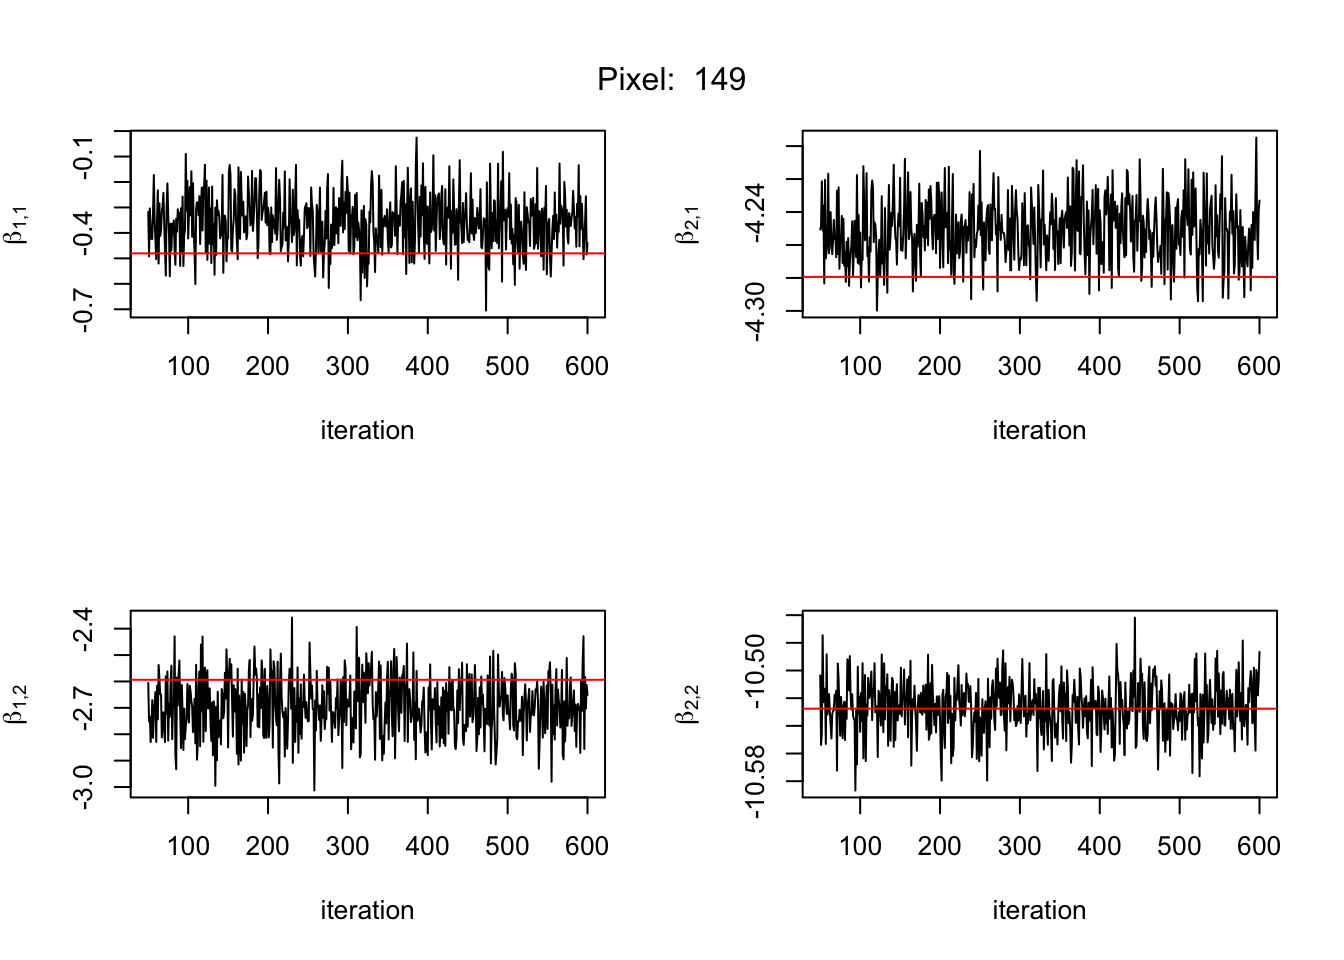 Pixel: 149
β1,1
-0.1
-0.4
-0.7
100 200 300 400 500 600
iteration
β2,1
-4.24
-4.30
100 200 300 400 500 600
iteration
β1,2
-2.4
-2.7
-3.0
100 200 300 400 500 600
iteration
β2,2
-10.50
-10.58
100 200 300 400 500 600
iteration